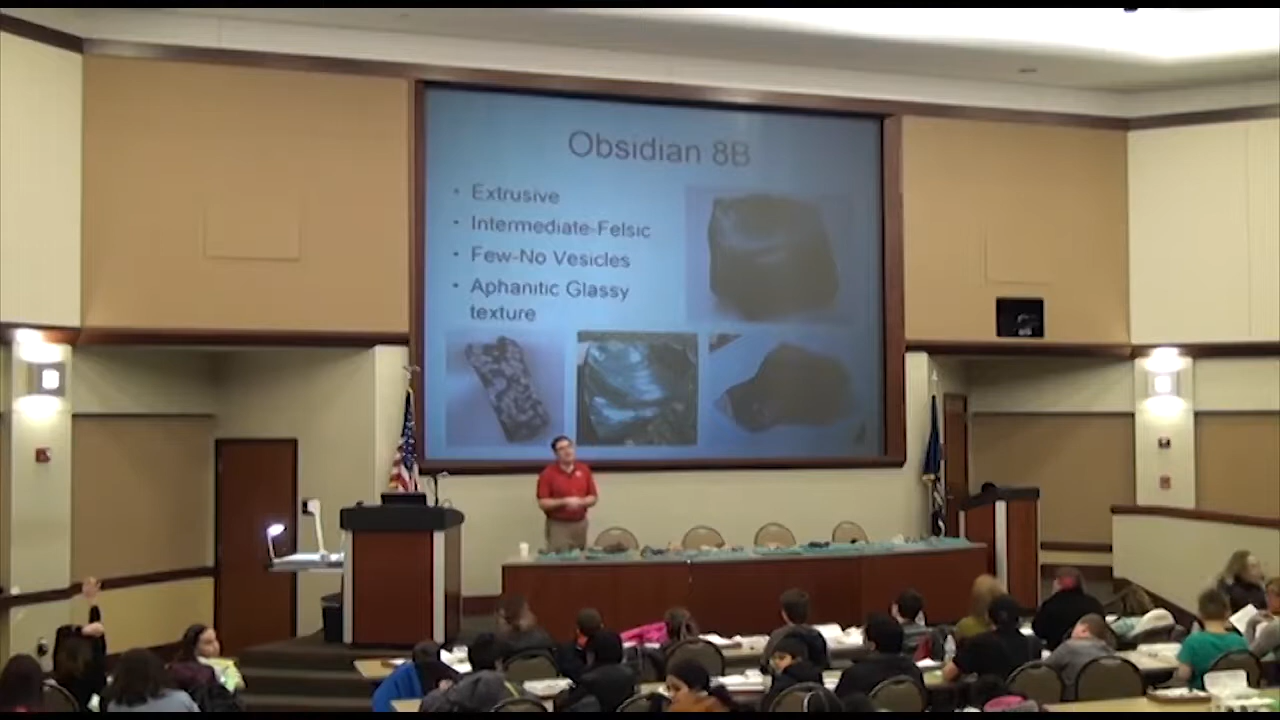 Obsidian 8B
• Extrusive
• Intermediate-Felsic
• Few-No Vesicles
• Aphanitic Glassy
texture